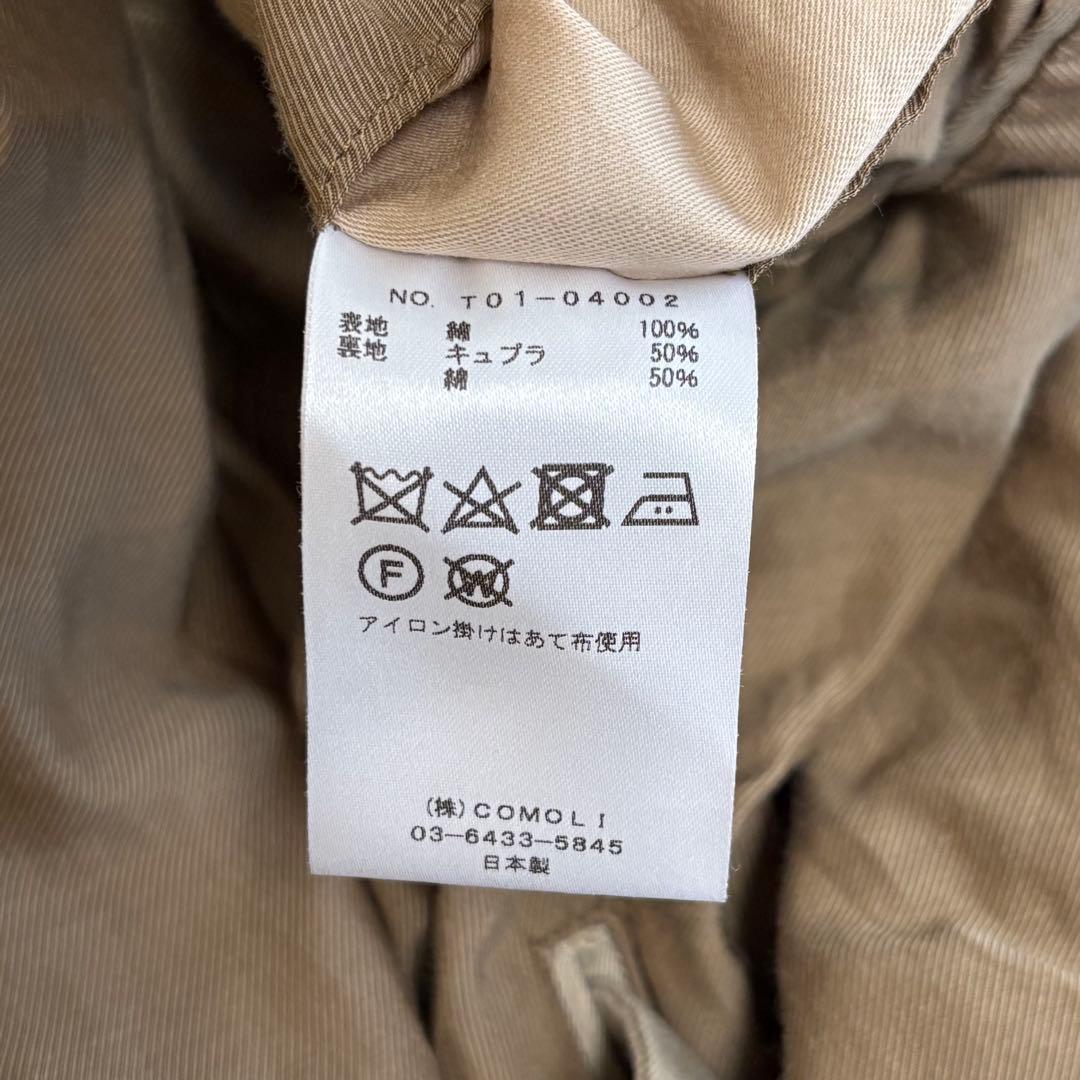 NO. T01-04002
表地 綿 100%
裏地 キュプラ 50%
綿 50%
F
W
アイロン掛けはあて布使用
(株)COMOLI
03-6433-5845
日本製